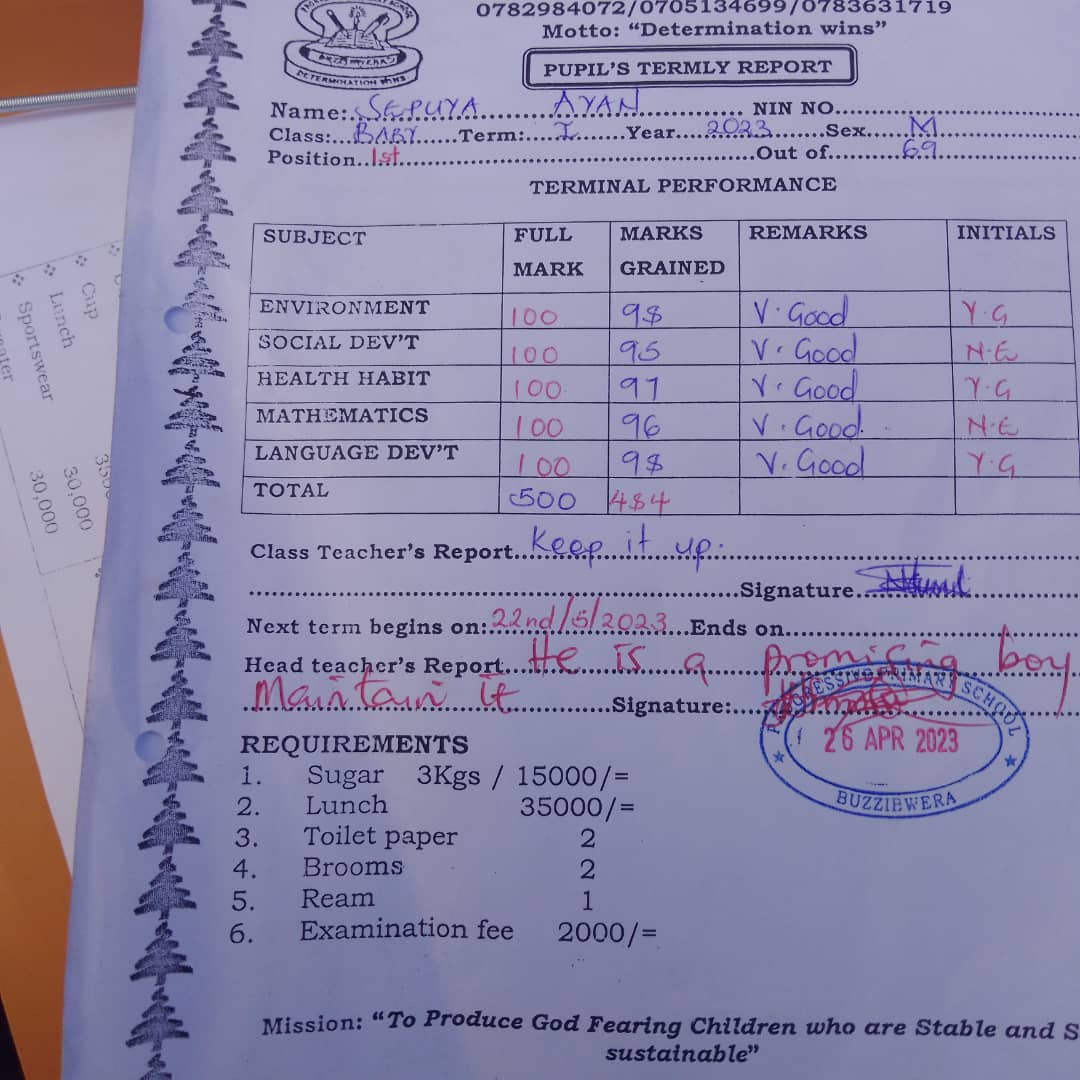 0782984072/0705134699/0783631719
Motto: “Determination wins”
DETERMINATION WINS
PUPIL'S TERMLY REPORT
Name:..SEPUYA AYAN..........NIN NO..........
Class:...BABY......Term:....I.......Year....2023.......Sex.....M..........
Position..1st..........Out of..........69..........
TERMINAL PERFORMANCE
SUBJECT FULL MARK MARKS GRAINED REMARKS INITIALS
ENVIRONMENT 100 98 V. Good Y.G
SOCIAL DEV'T 100 95 V. Good N.E
HEALTH HABIT 100 97 V. Good Y.G
MATHEMATICS 100 96 V. Good. N.E
LANGUAGE DEV'T 100 98 V. Good Y.G
TOTAL 500 484
Class Teacher's Report..Keep it up...........
..........Signature..........
Next term begins on:.22nd/5/2023...Ends on..........
Head teacher's Report...He is a promising boy
Maintain it..........Signature:..........
PRIMARY SCHOOL
26 APR 2023
BUZZIBWERA
REQUIREMENTS
1. Sugar 3Kgs / 15000/=
2. Lunch 35000/=
3. Toilet paper 2
4. Brooms 2
5. Ream 1
6. Examination fee 2000/=
Mission: “To Produce God Fearing Children who are Stable and S
sustainable”
Cup
Lunch 30,000
Sportswear 30,000